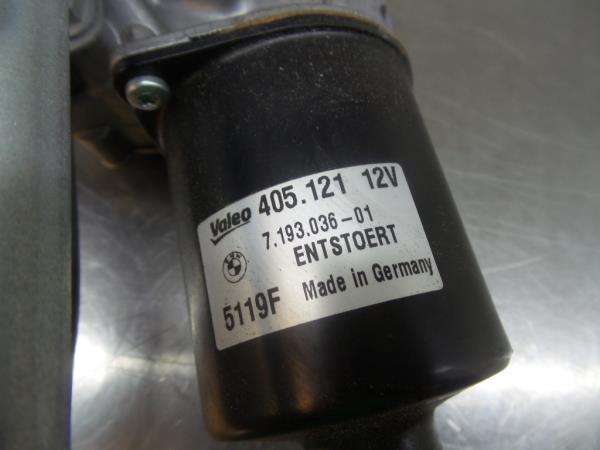 Valeo 405.121 12V
7.193.036-01
ENTSTOERT
5119F Made in Germany